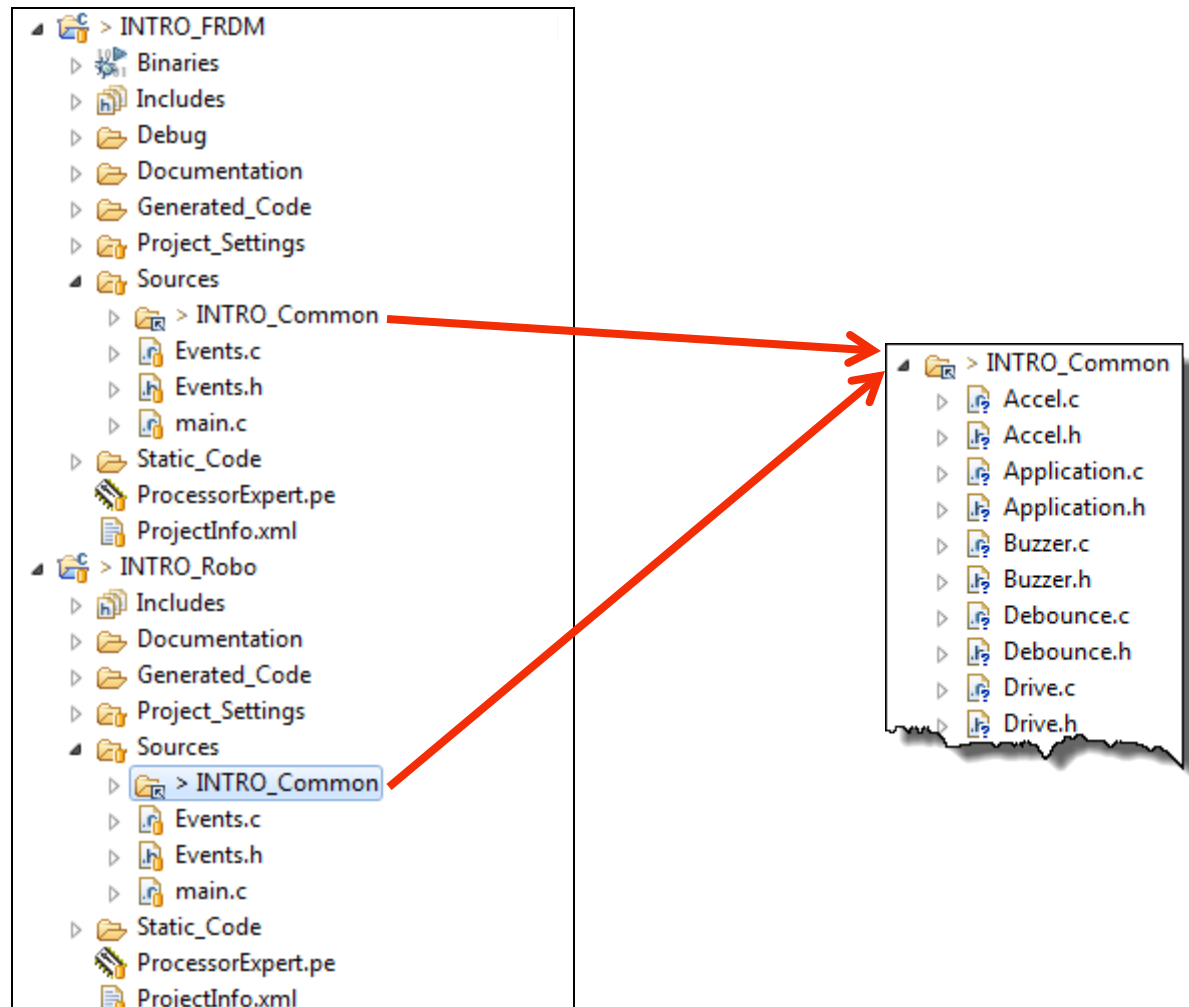 > INTRO_FRDM
Binaries
Includes
Debug
Documentation
Generated_Code
Project_Settings
Sources
> INTRO_Common
Events.c
Events.h
main.c
Static_Code
ProcessorExpert.pe
ProjectInfo.xml
> INTRO_Robo
Includes
Documentation
Generated_Code
Project_Settings
Sources
> INTRO_Common
Events.c
Events.h
main.c
Static_Code
ProcessorExpert.pe
ProjectInfo.xml
> INTRO_Common
Accel.c
Accel.h
Application.c
Application.h
Buzzer.c
Buzzer.h
Debounce.c
Debounce.h
Drive.c
Drive.h